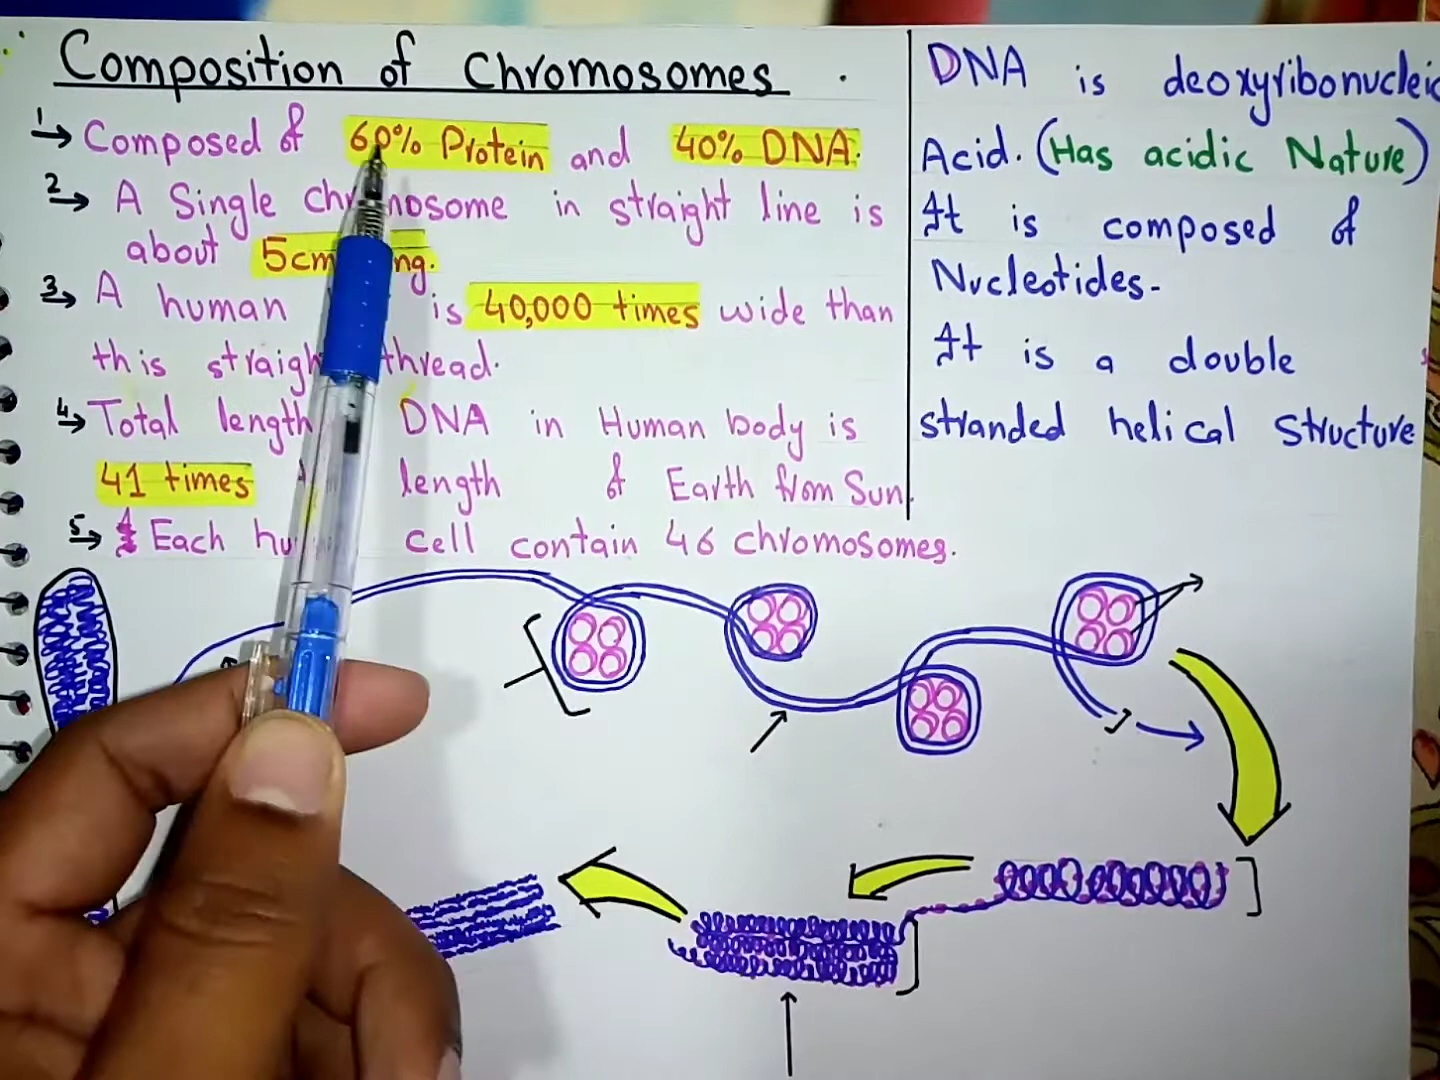 Composition of Chromosomes.
1→ Composed of 60% Protein and 40% DNA.
2→ A Single chromosome in straight line is
about 5cm
3→ A human is 40,000 times wide than
this straight thread.
4→ Total length DNA in Human body is
41 times length of Earth from Sun.
5→ Each cell contain 46 chromosomes.
DNA is deoxyribonucleic
Acid. (Has acidic Nature)
It is composed of
Nucleotides.
It is a double
stranded helical structure